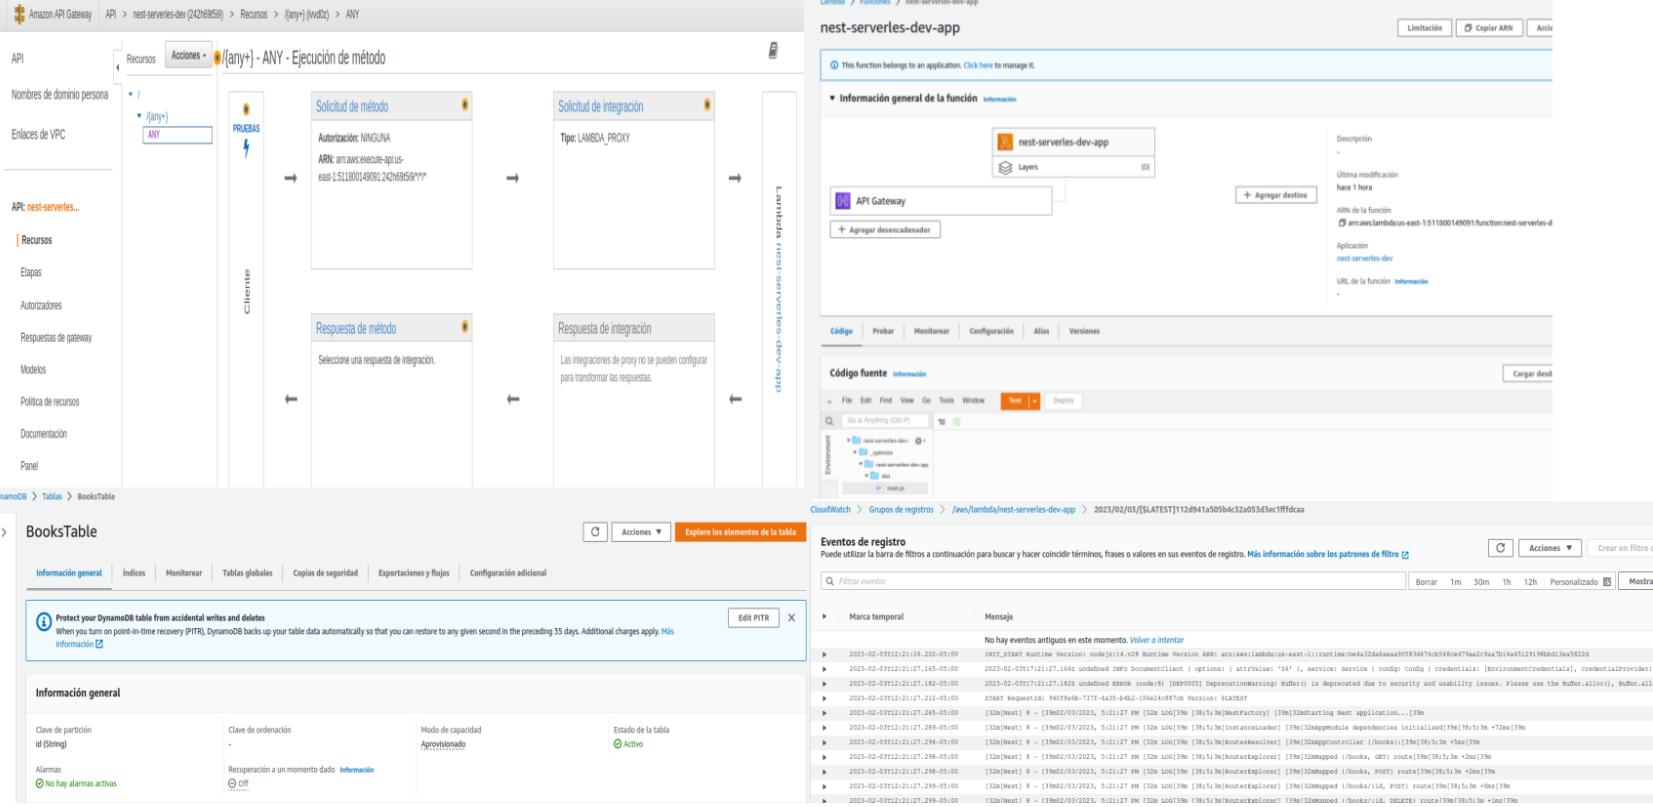 Amazon API Gateway API > nest-serverles-dev (242h69t5i9) > Recursos > /{any+} (ivvd0z) > ANY
API
Nombres de dominio persona
Enlaces de VPC
API: nest-serverles...
Recursos
Etapas
Autorizadores
Respuestas de gateway
Modelos
Política de recursos
Documentación
Panel
Recursos Acciones
/
/{any+}
ANY
/{any+} - ANY - Ejecución de método
PRUEBAS
Cliente
Solicitud de método
Autorización: NINGUNA
ARN: arn:aws:execute-api:us-
east-1:511800149091:242h69t5i9/*/*/*
Solicitud de integración
Tipo: LAMBDA_PROXY
Respuesta de método
Seleccione una respuesta de integración.
Respuesta de integración
Las integraciones de proxy no se pueden configurar
para transformar las respuestas.
Lambda nest-serverles-dev-app
Lambda > Funciones > nest-serverles-dev-app
nest-serverles-dev-app
Limitación Copiar ARN Accio
This function belongs to an application. Click here to manage it.
Información general de la función Información
nest-serverles-dev-app
Layers (0)
API Gateway
+ Agregar desencadenador
+ Agregar destino
Descripción
-
Última modificación
hace 1 hora
ARN de la función
arn:aws:lambda:us-east-1:511800149091:function:nest-serverles-d
Aplicación
nest-serverles-dev
URL de la función Información
-
Código Probar Monitorear Configuración Alias Versiones
Código fuente Información
Cargar desd
File Edit Find View Go Tools Window Test Deploy
Go to Anything (Ctrl-P)
Environment
nest-serverles-dev-
_optimize
nest-serverles-dev-app
dist
main.js
namoDB > Tablas > BooksTable
BooksTable
Acciones Explore los elementos de la tabla
Información general Índices Monitorear Tablas globales Copias de seguridad Exportaciones y flujos Configuración adicional
Protect your DynamoDB table from accidental writes and deletes
When you turn on point-in-time recovery (PITR), DynamoDB backs up your table data automatically so that you can restore to any given second in the preceding 35 days. Additional charges apply. Más
información
Edit PITR
Información general
Clave de partición Clave de ordenación Modo de capacidad Estado de la tabla
id (String) - Aprovisionado Activo
Alarmas Recuperación a un momento dado Información
No hay alarmas activas Off
CloudWatch > Grupos de registros > /aws/lambda/nest-serverles-dev-app > 2023/02/03/[$LATEST]112d941a505b4c32a053d3ec1fffdcaa
Eventos de registro
Puede utilizar la barra de filtros a continuación para buscar y hacer coincidir términos, frases o valores en sus eventos de registro. Más información sobre los patrones de filtro
Acciones Crear un filtro
Filtrar eventos
Borrar 1m 30m 1h 12h Personalizado Mostra
Marca temporal Mensaje
No hay eventos antiguos en este momento. Volver a intentar
2023-02-03T12:21:26.202-05:00 INIT_START Runtime Version: nodejs:14.v28 Runtime Version ARN:
2023-02-03T12:21:27.165-05:00 2023-02-03T17:21:27.164Z undefined INFO DocumentClient { options: { attrValue: 'S6' }, service: Service { config: Config { credentials: [EnvironmentCredentials], credentialProvider:
2023-02-03T12:21:27.182-05:00 2023-02-03T17:21:27.182Z undefined ERROR (node:8) [DEP0005] DeprecationWarning: Buffer() is deprecated due to security and usability issues. Please use the Buffer.alloc(), Buffer.all
2023-02-03T12:21:27.212-05:00 START RequestId: 940f8e6b-737f-4a35-b4b2-106e24c887cb Version: $LATEST
2023-02-03T12:21:27.265-05:00 [32m[Nest] 8 - [39m02/03/2023, 5:21:27 PM [32m LOG[39m [38;5;3m[NestFactory] [39m[32mStarting Nest application...[39m
2023-02-03T12:21:27.289-05:00 [32m[Nest] 8 - [39m02/03/2023, 5:21:27 PM [32m LOG[39m [38;5;3m[InstanceLoader] [39m[32mAppModule dependencies initialized[39m[38;5;3m +72ms[39m
2023-02-03T12:21:27.294-05:00 [32m[Nest] 8 - [39m02/03/2023, 5:21:27 PM [32m LOG[39m [38;5;3m[RoutesResolver] [39m[32mAppController {/books}:[39m[38;5;3m +5ms[39m
2023-02-03T12:21:27.298-05:00 [32m[Nest] 8 - [39m02/03/2023, 5:21:27 PM [32m LOG[39m [38;5;3m[RouterExplorer] [39m[32mMapped {/books, GET} route[39m[38;5;3m +2ms[39m
2023-02-03T12:21:27.298-05:00 [32m[Nest] 8 - [39m02/03/2023, 5:21:27 PM [32m LOG[39m [38;5;3m[RouterExplorer] [39m[32mMapped {/books, POST} route[39m[38;5;3m +2ms[39m
2023-02-03T12:21:27.299-05:00 [32m[Nest] 8 - [39m02/03/2023, 5:21:27 PM [32m LOG[39m [38;5;3m[RouterExplorer] [39m[32mMapped {/books/:id, POST} route[39m[38;5;3m +0ms[39m
2023-02-03T12:21:27.299-05:00 [32m[Nest] 8 - [39m02/03/2023, 5:21:27 PM [32m LOG[39m [38;5;3m[RouterExplorer] [39m[32mMapped {/books/:id, DELETE} route[39m[38;5;3m +1ms[39m